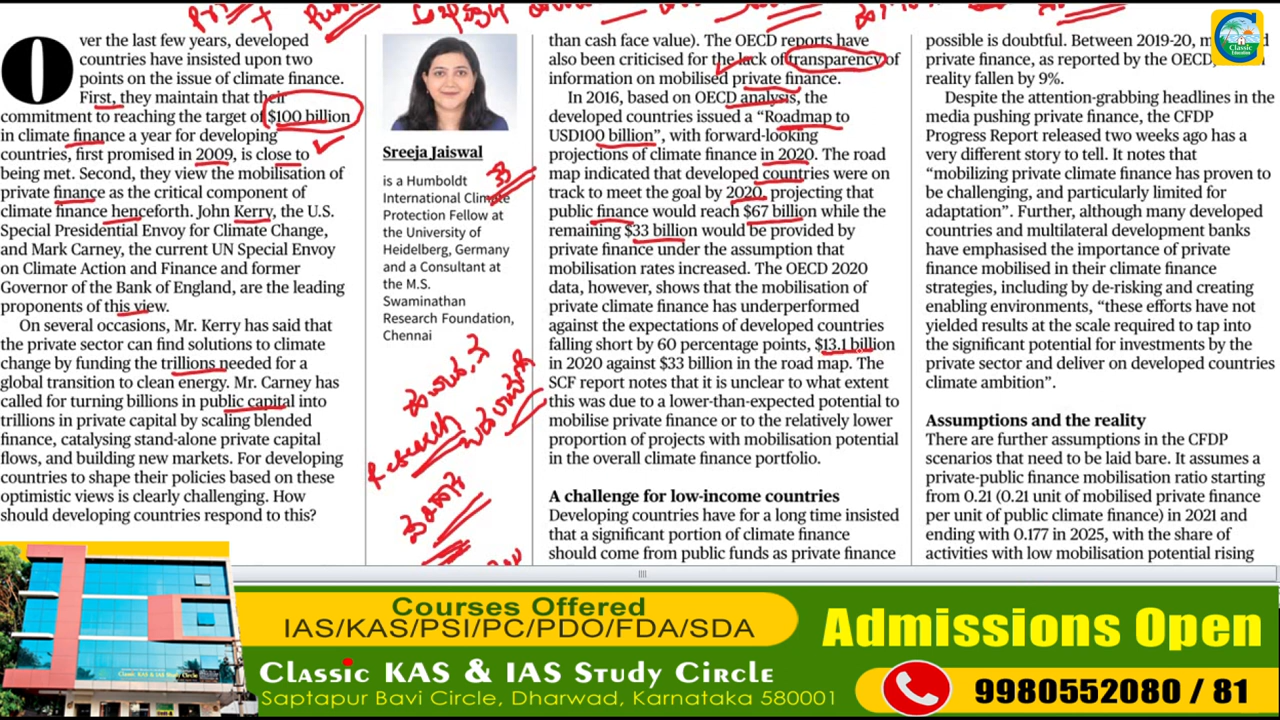 Over the last few years, developed
countries have insisted upon two
points on the issue of climate finance.
First, they maintain that their
commitment to reaching the target of $100 billion
in climate finance a year for developing
countries, first promised in 2009, is close to
being met. Second, they view the mobilisation of
private finance as the critical component of
climate finance henceforth. John Kerry, the U.S.
Special Presidential Envoy for Climate Change,
and Mark Carney, the current UN Special Envoy
on Climate Action and Finance and former
Governor of the Bank of England, are the leading
proponents of this view.
On several occasions, Mr. Kerry has said that
the private sector can find solutions to climate
change by funding the trillions needed for a
global transition to clean energy. Mr. Carney has
called for turning billions in public capital into
trillions in private capital by scaling blended
finance, catalysing stand-alone private capital
flows, and building new markets. For developing
countries to shape their policies based on these
optimistic views is clearly challenging. How
should developing countries respond to this?
Sreeja Jaiswal
is a Humboldt
International Climate
Protection Fellow at
the University of
Heidelberg, Germany
and a Consultant at
the M.S.
Swaminathan
Research Foundation,
Chennai
33
Research
than cash face value). The OECD reports have
also been criticised for the lack of transparency of
information on mobilised private finance.
In 2016, based on OECD analysis, the
developed countries issued a “Roadmap to
USD100 billion”, with forward-looking
projections of climate finance in 2020. The road
map indicated that developed countries were on
track to meet the goal by 2020, projecting that
public finance would reach $67 billion while the
remaining $33 billion would be provided by
private finance under the assumption that
mobilisation rates increased. The OECD 2020
data, however, shows that the mobilisation of
private climate finance has underperformed
against the expectations of developed countries
falling short by 60 percentage points, $13.1 billion
in 2020 against $33 billion in the road map. The
SCF report notes that it is unclear to what extent
this was due to a lower-than-expected potential to
mobilise private finance or to the relatively lower
proportion of projects with mobilisation potential
in the overall climate finance portfolio.
A challenge for low-income countries
Developing countries have for a long time insisted
that a significant portion of climate finance
should come from public funds as private finance
possible is doubtful. Between 2019-20,
private finance, as reported by the OECD,
reality fallen by 9%.
Despite the attention-grabbing headlines in the
media pushing private finance, the CFDP
Progress Report released two weeks ago has a
very different story to tell. It notes that
“mobilizing private climate finance has proven to
be challenging, and particularly limited for
adaptation”. Further, although many developed
countries and multilateral development banks
have emphasised the importance of private
finance mobilised in their climate finance
strategies, including by de-risking and creating
enabling environments, “these efforts have not
yielded results at the scale required to tap into
the significant potential for investments by the
private sector and deliver on developed countries
climate ambition”.
Assumptions and the reality
There are further assumptions in the CFDP
scenarios that need to be laid bare. It assumes a
private-public finance mobilisation ratio starting
from 0.21 (0.21 unit of mobilised private finance
per unit of public climate finance) in 2021 and
ending with 0.177 in 2025, with the share of
activities with low mobilisation potential rising
Classic
Education
Courses Offered
IAS/KAS/PSI/PC/PDO/FDA/SDA
Classic KAS & IAS Study Circle
Saptapur Bavi Circle, Dharwad, Karnataka 580001
Admissions Open
9980552080 / 81